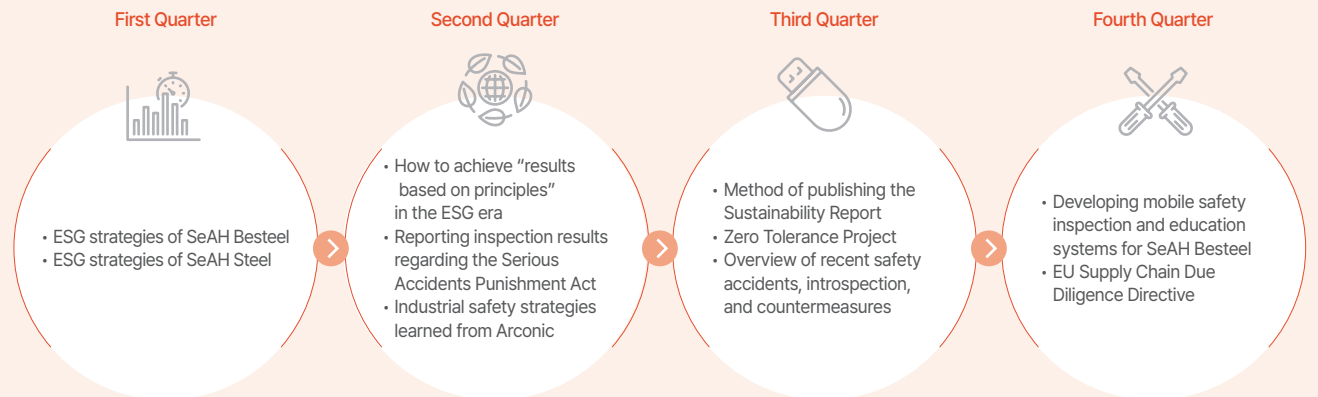 First Quarter
• ESG strategies of SeAH Besteel
• ESG strategies of SeAH Steel
Second Quarter
• How to achieve “results
based on principles”
in the ESG era
• Reporting inspection results
regarding the Serious
Accidents Punishment Act
• Industrial safety strategies
learned from Arconic
Third Quarter
• Method of publishing the
Sustainability Report
• Zero Tolerance Project
• Overview of recent safety
accidents, introspection,
and countermeasures
Fourth Quarter
• Developing mobile safety
inspection and education
systems for SeAH Besteel
• EU Supply Chain Due
Diligence Directive